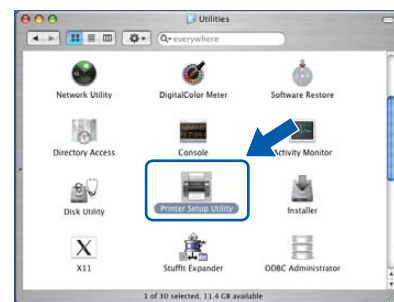 Utilities
Q- everywhere
Network Utility
DigitalColor Meter
Software Restore
Directory Access
Console
Activity Monitor
Disk Utility
Printer Setup Utility
Installer
X11
StuffIt Expander
ODBC Administrator
1 of 30 selected, 11.4 GB available